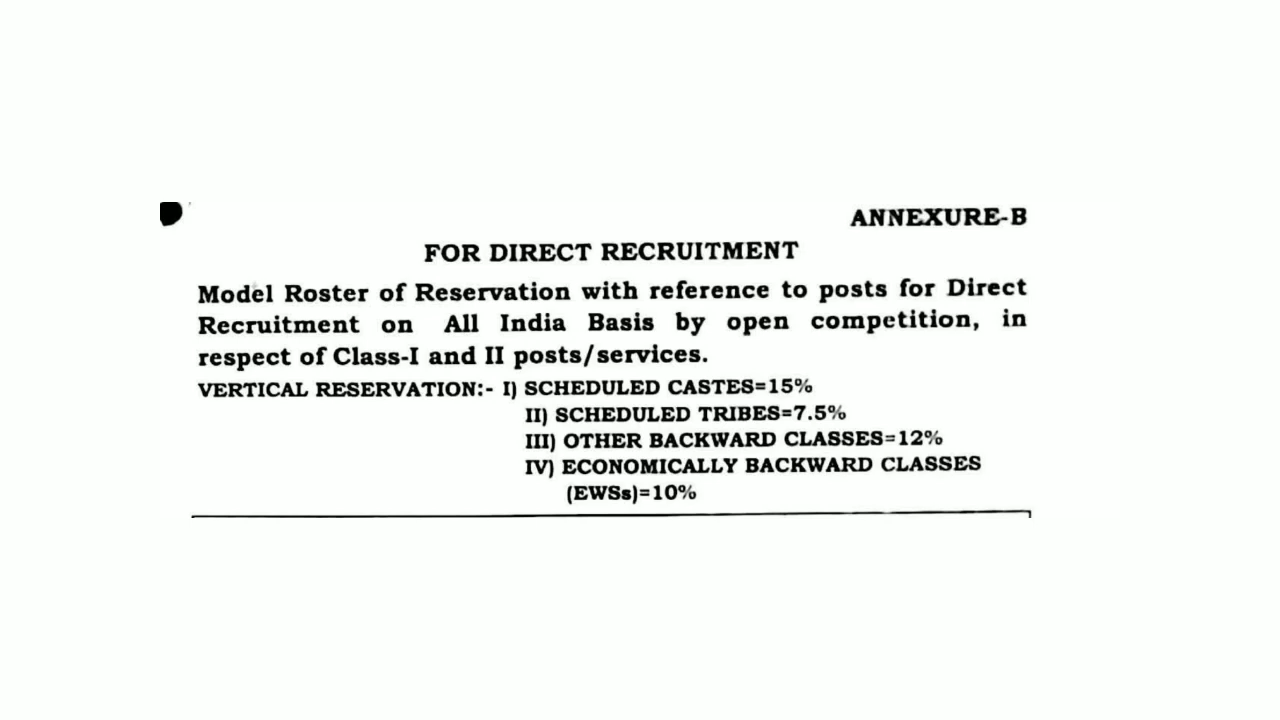 ANNEXURE-B
FOR DIRECT RECRUITMENT
Model Roster of Reservation with reference to posts for Direct
Recruitment on All India Basis by open competition, in
respect of Class-I and II posts/services.
VERTICAL RESERVATION:- I) SCHEDULED CASTES=15%
II) SCHEDULED TRIBES=7.5%
III) OTHER BACKWARD CLASSES=12%
IV) ECONOMICALLY BACKWARD CLASSES
(EWSs)=10%